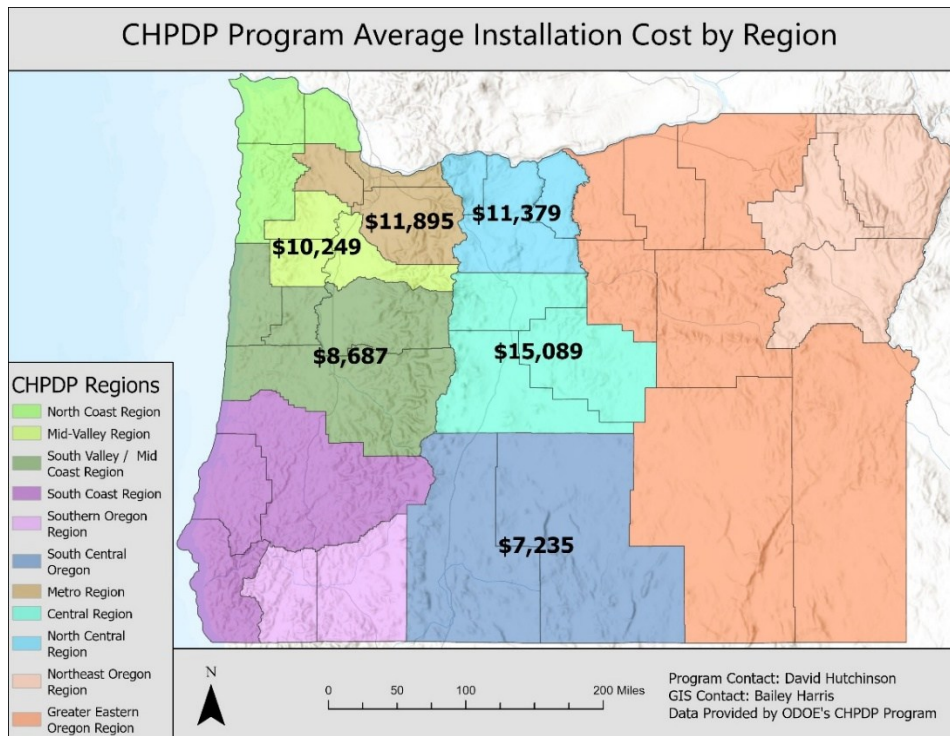 CHPDP Program Average Installation Cost by Region
$11,895
$11,379
$10,249
$8,687
$15,089
$7,235
CHPDP Regions
North Coast Region
Mid-Valley Region
South Valley / Mid
Coast Region
South Coast Region
Southern Oregon
Region
South Central
Oregon
Metro Region
Central Region
North Central
Region
Northeast Oregon
Region
Greater Eastern
Oregon Region
N
0 50 100 200 Miles
Program Contact: David Hutchinson
GIS Contact: Bailey Harris
Data Provided by ODOE's CHPDP Program